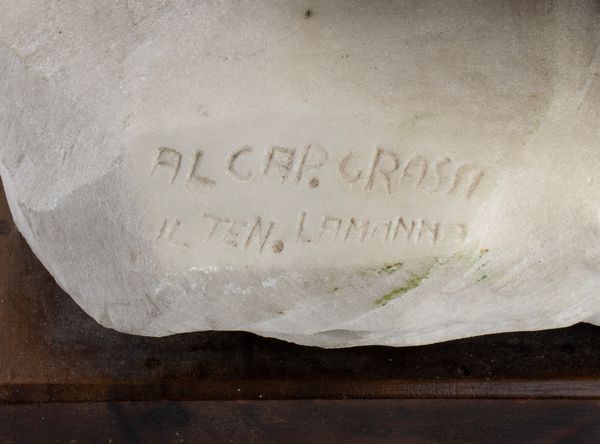 AL CAP. GRASSI
IL TEN. LAMANNA